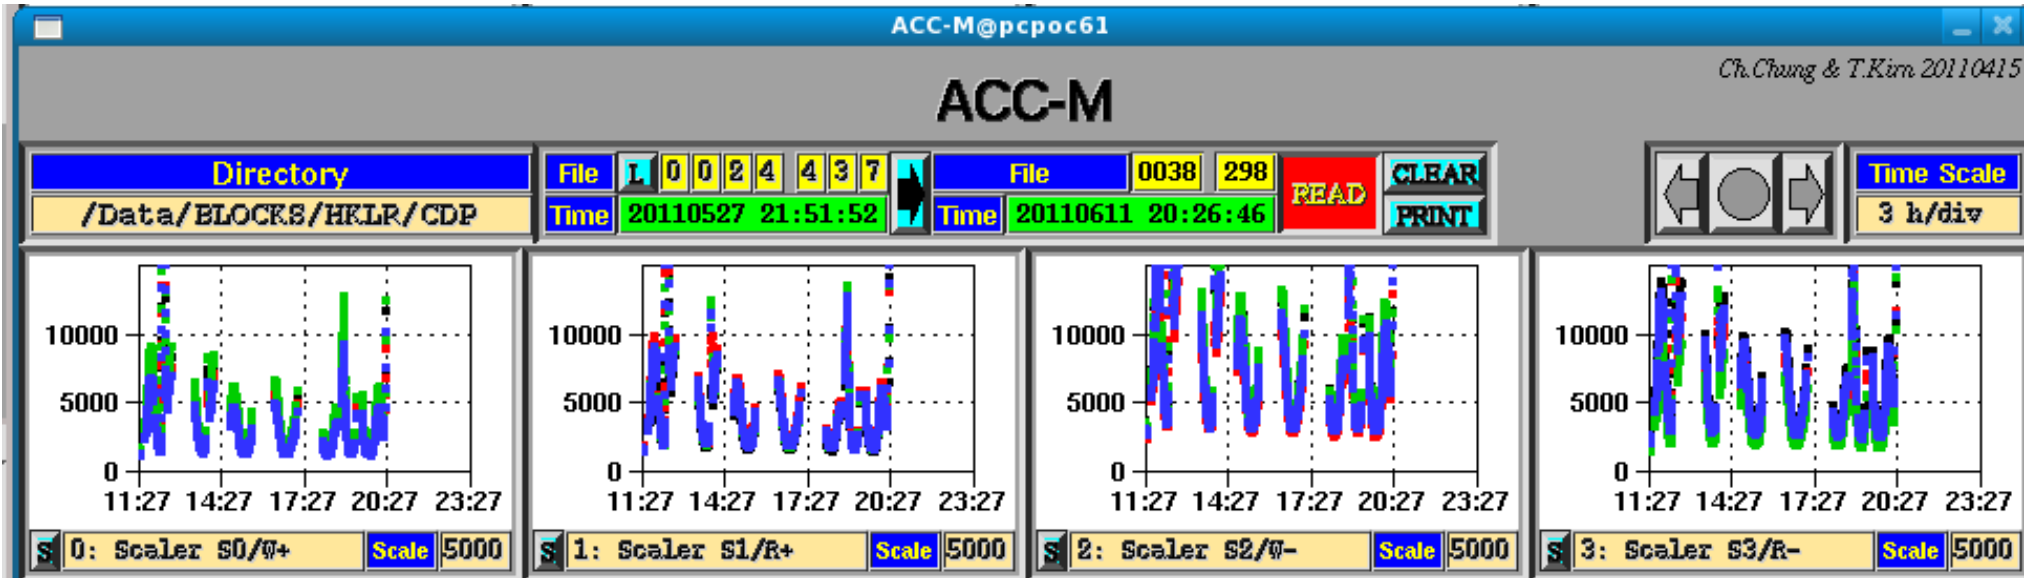 ACC-M@pcpoc61
Ch.Chung & T.Kim 20110415
ACC-M
Directory
/Data/BLOCKS/HKLR/CDP
File L 0 0 2 4 4 3 7
Time 20110527 21:51:52
File 0038 298
Time 20110611 20:26:46
READ
CLEAR
PRINT
Time Scale
3 h/div
10000
5000
0
11:27 14:27 17:27 20:27 23:27
S 0: Scaler S0/W+ Scale 5000
10000
5000
0
11:27 14:27 17:27 20:27 23:27
S 1: Scaler S1/R+ Scale 5000
10000
5000
0
11:27 14:27 17:27 20:27 23:27
S 2: Scaler S2/W- Scale 5000
10000
5000
0
11:27 14:27 17:27 20:27 23:27
S 3: Scaler S3/R- Scale 5000